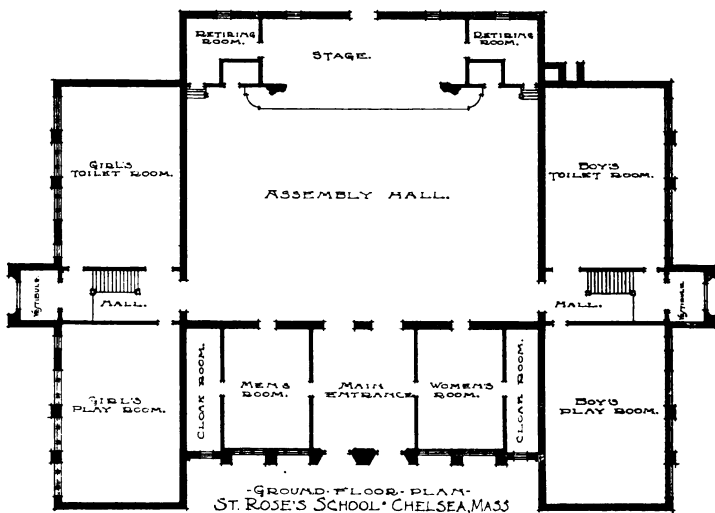 RETIRING
ROOM.
STAGE.
RETIRING
ROOM.
GIRL'S
TOILET ROOM.
ASSEMBLY HALL.
BOY'S
TOILET ROOM.
VESTIBULE.
HALL.
HALL.
VESTIBULE.
GIRL'S
PLAY ROOM.
CLOAK ROOM.
MEN'S
ROOM.
MAIN
ENTRANCE
WOMEN'S
ROOM.
CLOAK ROOM.
BOY'S
PLAY ROOM.
-GROUND-FLOOR-PLAN-
ST. ROSE'S SCHOOL · CHELSEA, MASS